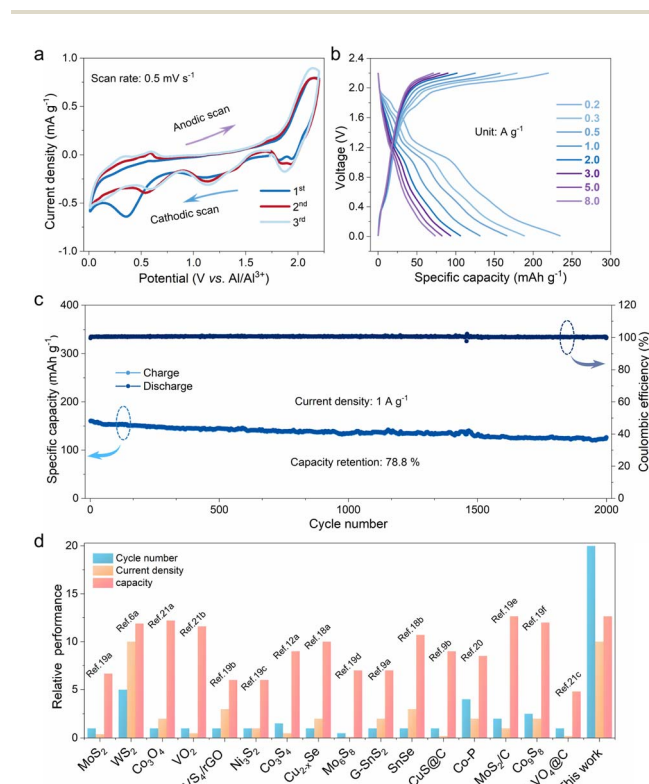 a
Scan rate: 0.5 mV s⁻¹
Anodic scan
Cathodic scan
1st
2nd
3rd
Current density (mA g⁻¹)
1.0
0.5
0.0
-0.5
-1.0
0.0 0.5 1.0 1.5 2.0
Potential (V vs. Al/Al³⁺)
b
Voltage (V)
2.4
2.0
1.6
1.2
0.8
0.4
0.0
Unit: A g⁻¹
0.2
0.3
0.5
1.0
2.0
3.0
5.0
8.0
0 50 100 150 200 250 300
Specific capacity (mAh g⁻¹)
c
Specific capacity (mAh g⁻¹)
400
300
200
100
0
Charge
Discharge
Current density: 1 A g⁻¹
Capacity retention: 78.8 %
120
100
80
60
40
20
0
Coulombic efficiency (%)
0 500 1000 1500 2000
Cycle number
d
Relative performance
20
15
10
5
0
Cycle number
Current density
capacity
Ref.19a
Ref.6a
Ref.21a
Ref.21b
Ref.19b
Ref.19c
Ref.12a
Ref.18a
Ref.19d
Ref.9a
Ref.18b
Ref.9b
Ref.20
Ref.19e
Ref.19f
Ref.21c
MoS₂
WS₂
Co₃O₄
VO₂
VS₄/rGO
Ni₃S₂
Co₃S₄
Cu₂₋ₓSe
Mo₆S₈
G-SnS₂
SnSe
CuS@C
Co-P
MoS₂/C
Co₉S₈
VO₄@C
This work